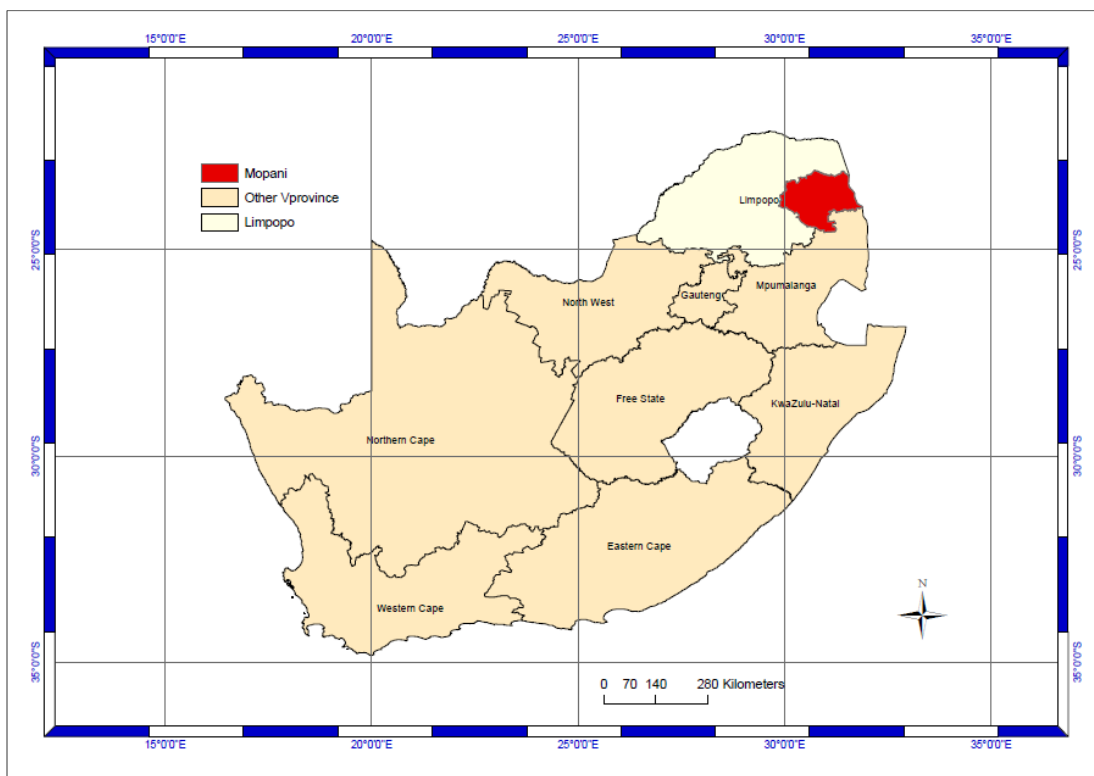 15°0'0"E 20°0'0"E 25°0'0"E 30°0'0"E 35°0'0"E
Mopani
Other Vprovince
Limpopo
Limpopo
25°0'0"S
25°0'0"S
North West
Gauteng
Mpumalanga
Free State
KwaZulu-Natal
Northern Cape
30°0'0"S
30°0'0"S
Eastern Cape
Western Cape
N
35°0'0"S
35°0'0"S
0 70 140 280 Kilometers
15°0'0"E 20°0'0"E 25°0'0"E 30°0'0"E 35°0'0"E